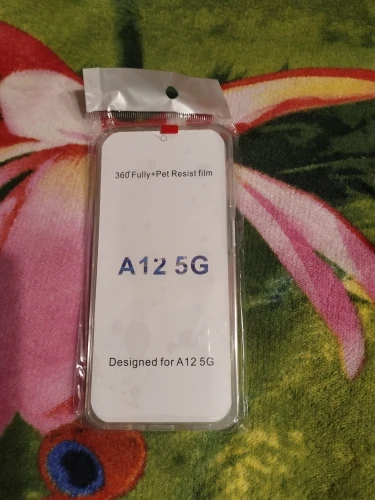 360°Fully+Pet Resist film
A12 5G
Designed for A12 5G